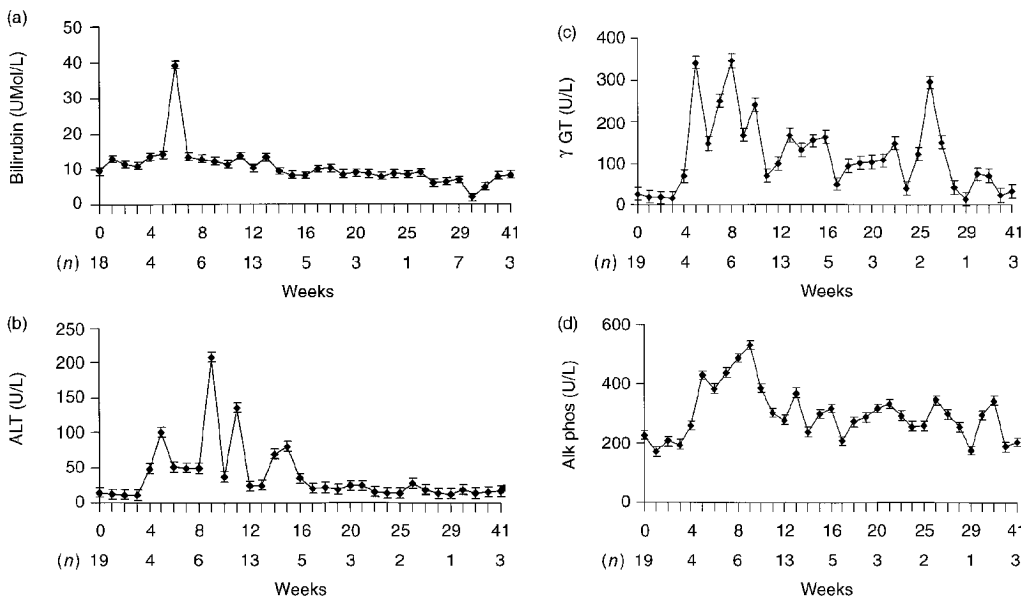 (a)
Bilirubin (UMol/L)
50
40
30
20
10
0
0 4 8 12 16 20 25 29 41
(n) 18 4 6 13 5 3 1 7 3
Weeks
(b)
ALT (U/L)
250
200
150
100
50
0
0 4 8 12 16 20 25 29 41
(n) 19 4 6 13 5 3 2 1 3
Weeks
(c)
γ GT (U/L)
400
300
200
100
0
0 4 8 12 16 20 25 29 41
(n) 19 4 6 13 5 3 2 1 3
Weeks
(d)
Alk phos (U/L)
600
400
200
0
0 4 8 12 16 20 25 29 41
(n) 19 4 6 13 5 3 2 1 3
Weeks